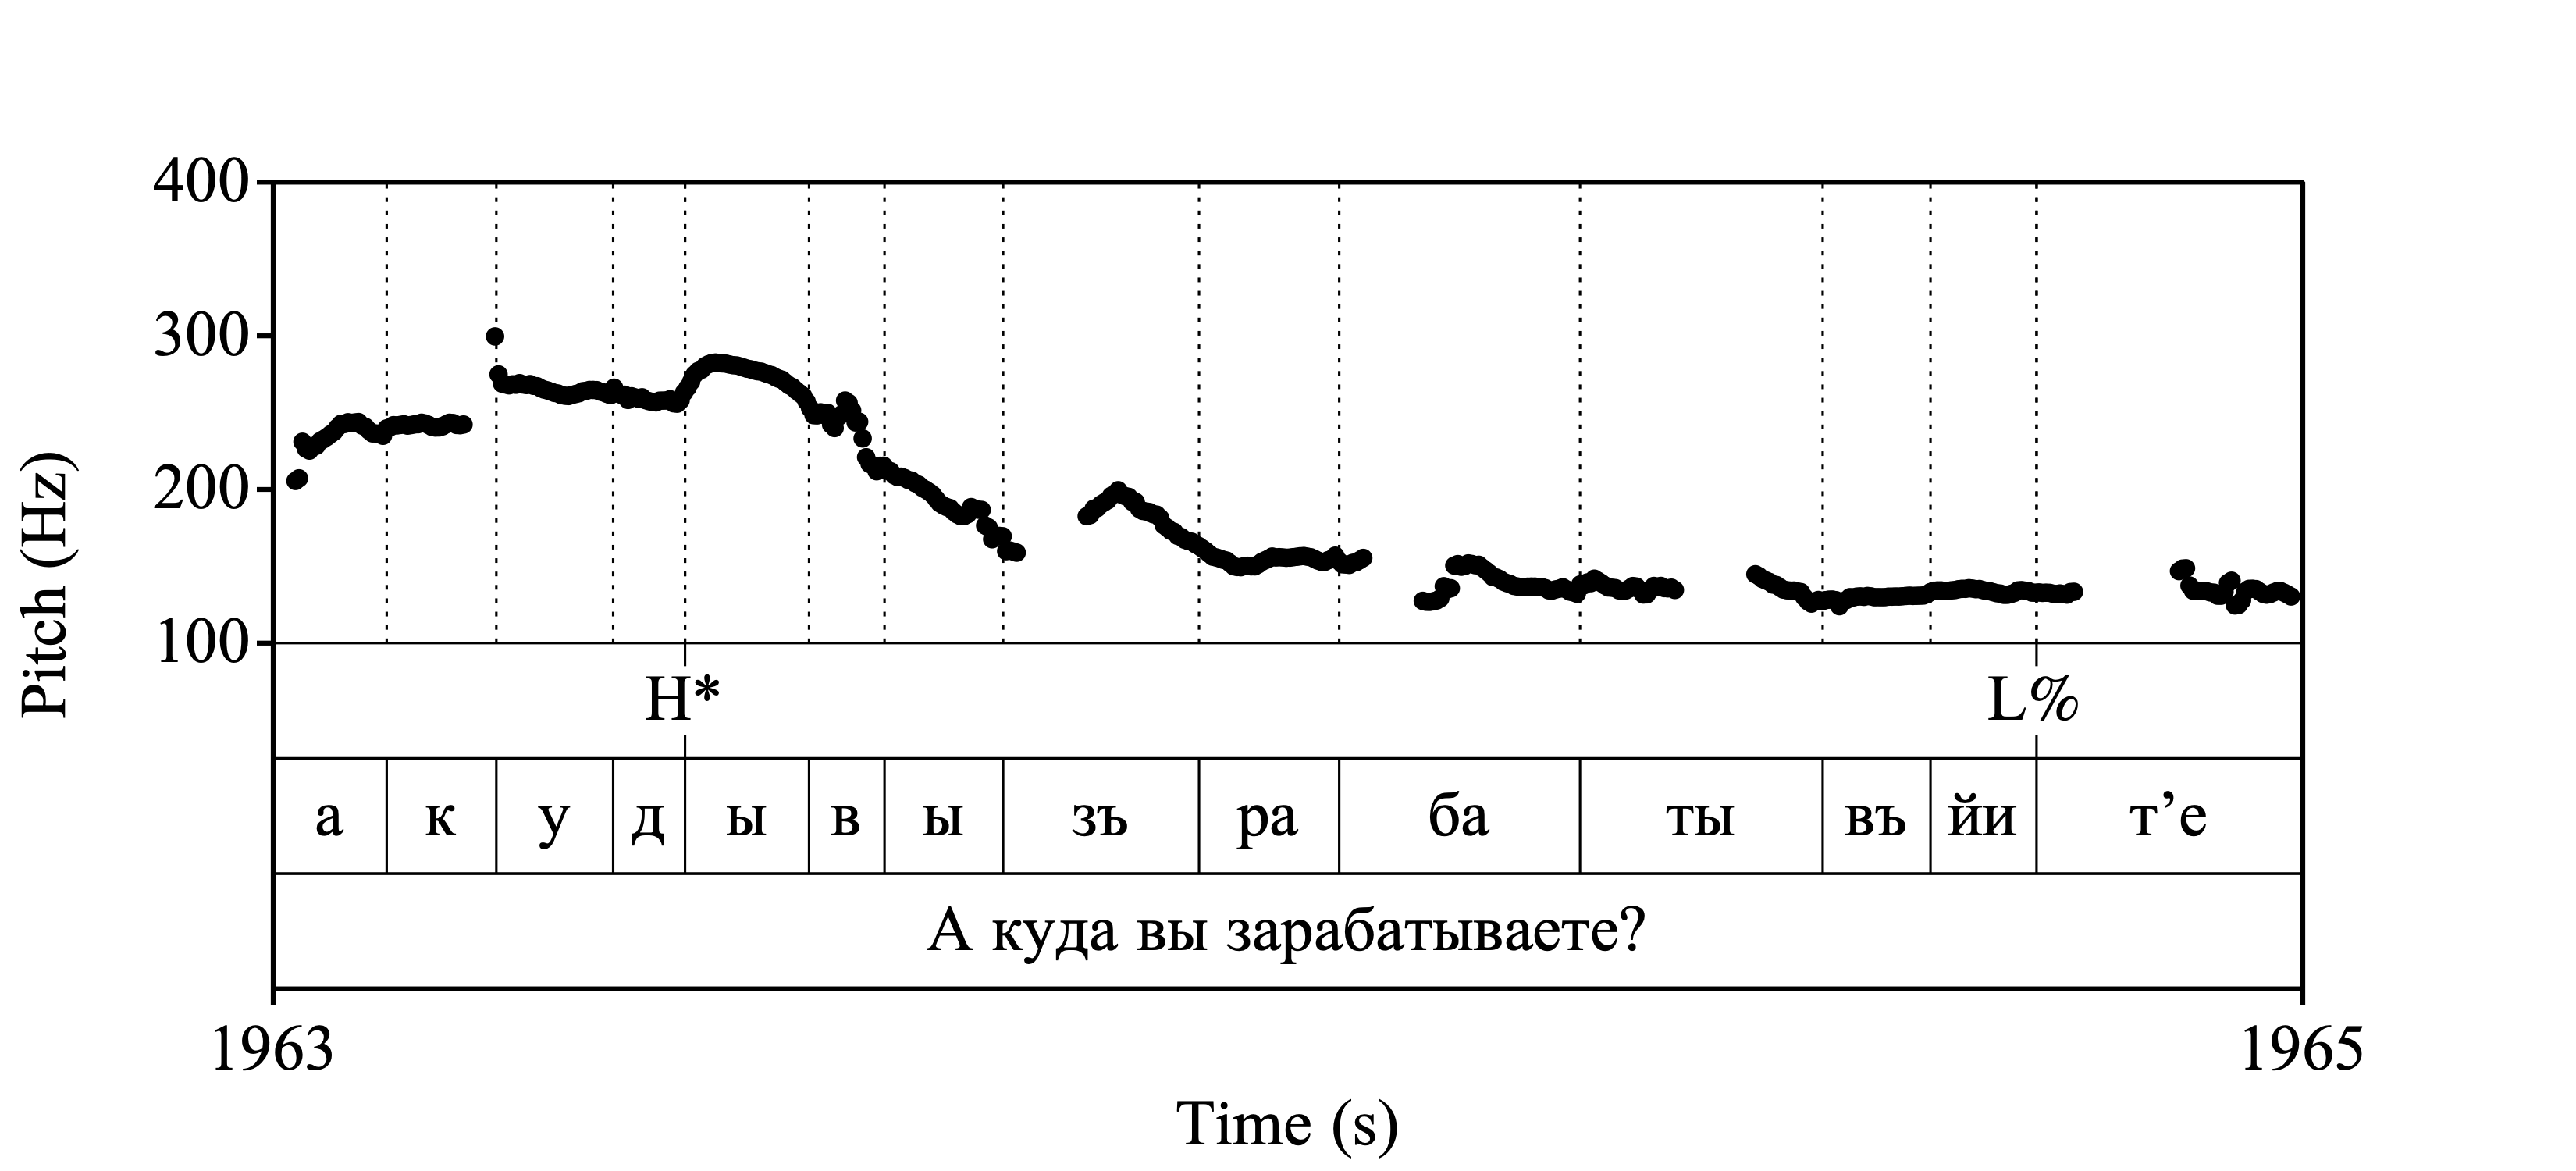 400
300
200
100
Pitch (Hz)
H* L%
а к у д ы в ы зъ ра ба ты въ йи т’е
А куда вы зарабатываете?
1963 1965
Time (s)